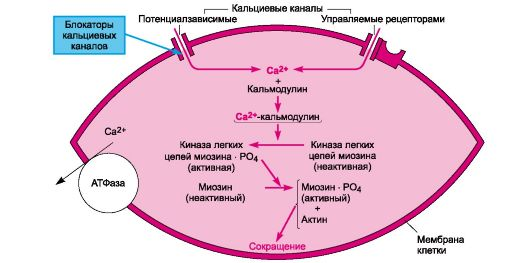 Кальциевые каналы
Блокаторы
кальциевых
каналов
Потенциалзависимые
Управляемые рецепторами
Ca2+
+
Кальмодулин
Ca2+-кальмодулин
Ca2+
АТФаза
Киназа легких
цепей миозина · PO4
(активная)
Киназа легких
цепей миозина
(неактивная)
Миозин
(неактивный)
Миозин · PO4
(активный)
+
Актин
Сокращение
Мембрана
клетки